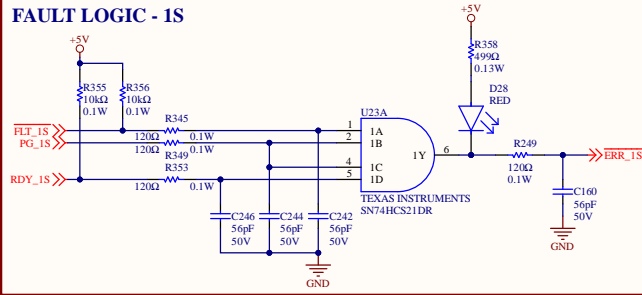 FAULT LOGIC - 1S
+5V
+5V
R358
499Ω
0.13W
R355
10kΩ
0.1W
R356
10kΩ
0.1W
D28
RED
U23A
R345
FLT_1S
120Ω 0.1W
PG_1S
120Ω 0.1W
R349
R353
RDY_1S
120Ω 0.1W
1 1A
2 1B
4 1C
5 1D
1Y 6
R249
120Ω
0.1W
ERR_1S
TEXAS INSTRUMENTS
SN74HCS21DR
C246
56pF
50V
C244
56pF
50V
C242
56pF
50V
C160
56pF
50V
GND
GND